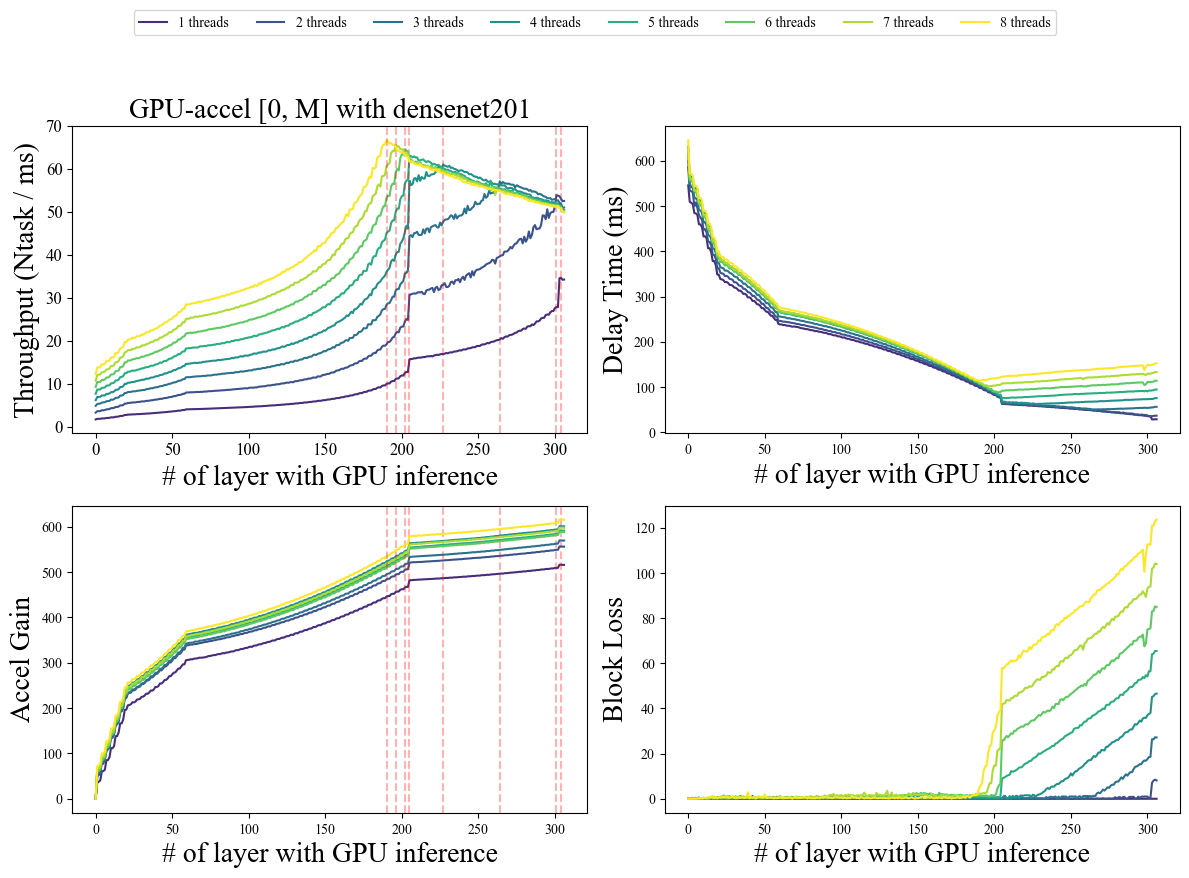 1 threads 2 threads 3 threads 4 threads 5 threads 6 threads 7 threads 8 threads
GPU-accel [0, M] with densenet201
Throughput (Ntask / ms)
70
60
50
40
30
20
10
0
0 50 100 150 200 250 300
# of layer with GPU inference
Delay Time (ms)
600
500
400
300
200
100
0
0 50 100 150 200 250 300
# of layer with GPU inference
Accel Gain
600
500
400
300
200
100
0
0 50 100 150 200 250 300
# of layer with GPU inference
Block Loss
120
100
80
60
40
20
0
0 50 100 150 200 250 300
# of layer with GPU inference